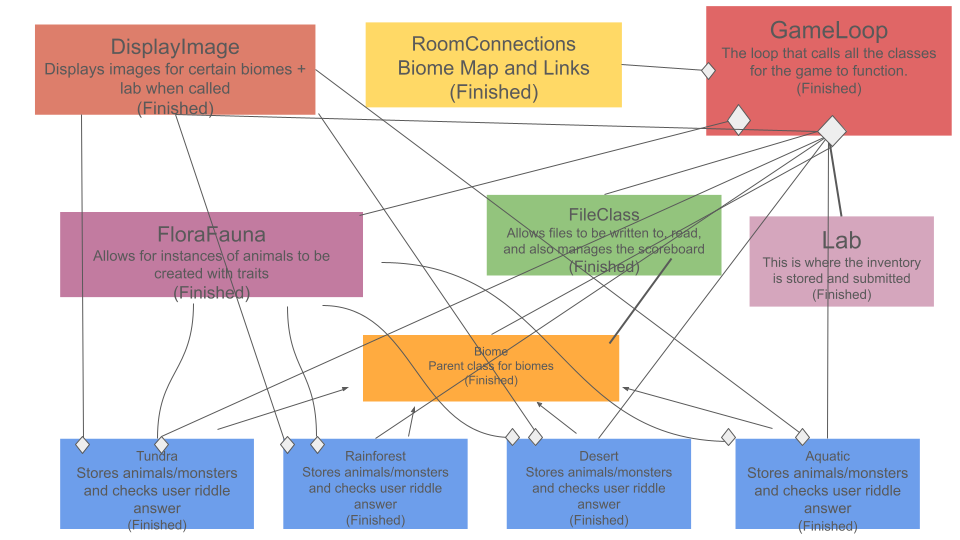 DisplayImage
Displays images for certain biomes +
lab when called
(Finished)
RoomConnections
Biome Map and Links
(Finished)
GameLoop
The loop that calls all the classes
for the game to function.
(Finished)
FloraFauna
Allows for instances of animals to be
created with traits
(Finished)
FileClass
Allows files to be written to, read,
and also manages the scoreboard
(Finished)
Lab
This is where the inventory
is stored and submitted
(Finished)
Biome
Parent class for biomes
(Finished)
Tundra
Stores animals/monsters
and checks user riddle
answer
(Finished)
Rainforest
Stores animals/monsters
and checks user riddle
answer
(Finished)
Desert
Stores animals/monsters
and checks user riddle
answer
(Finished)
Aquatic
Stores animals/monsters
and checks user riddle
answer
(Finished)